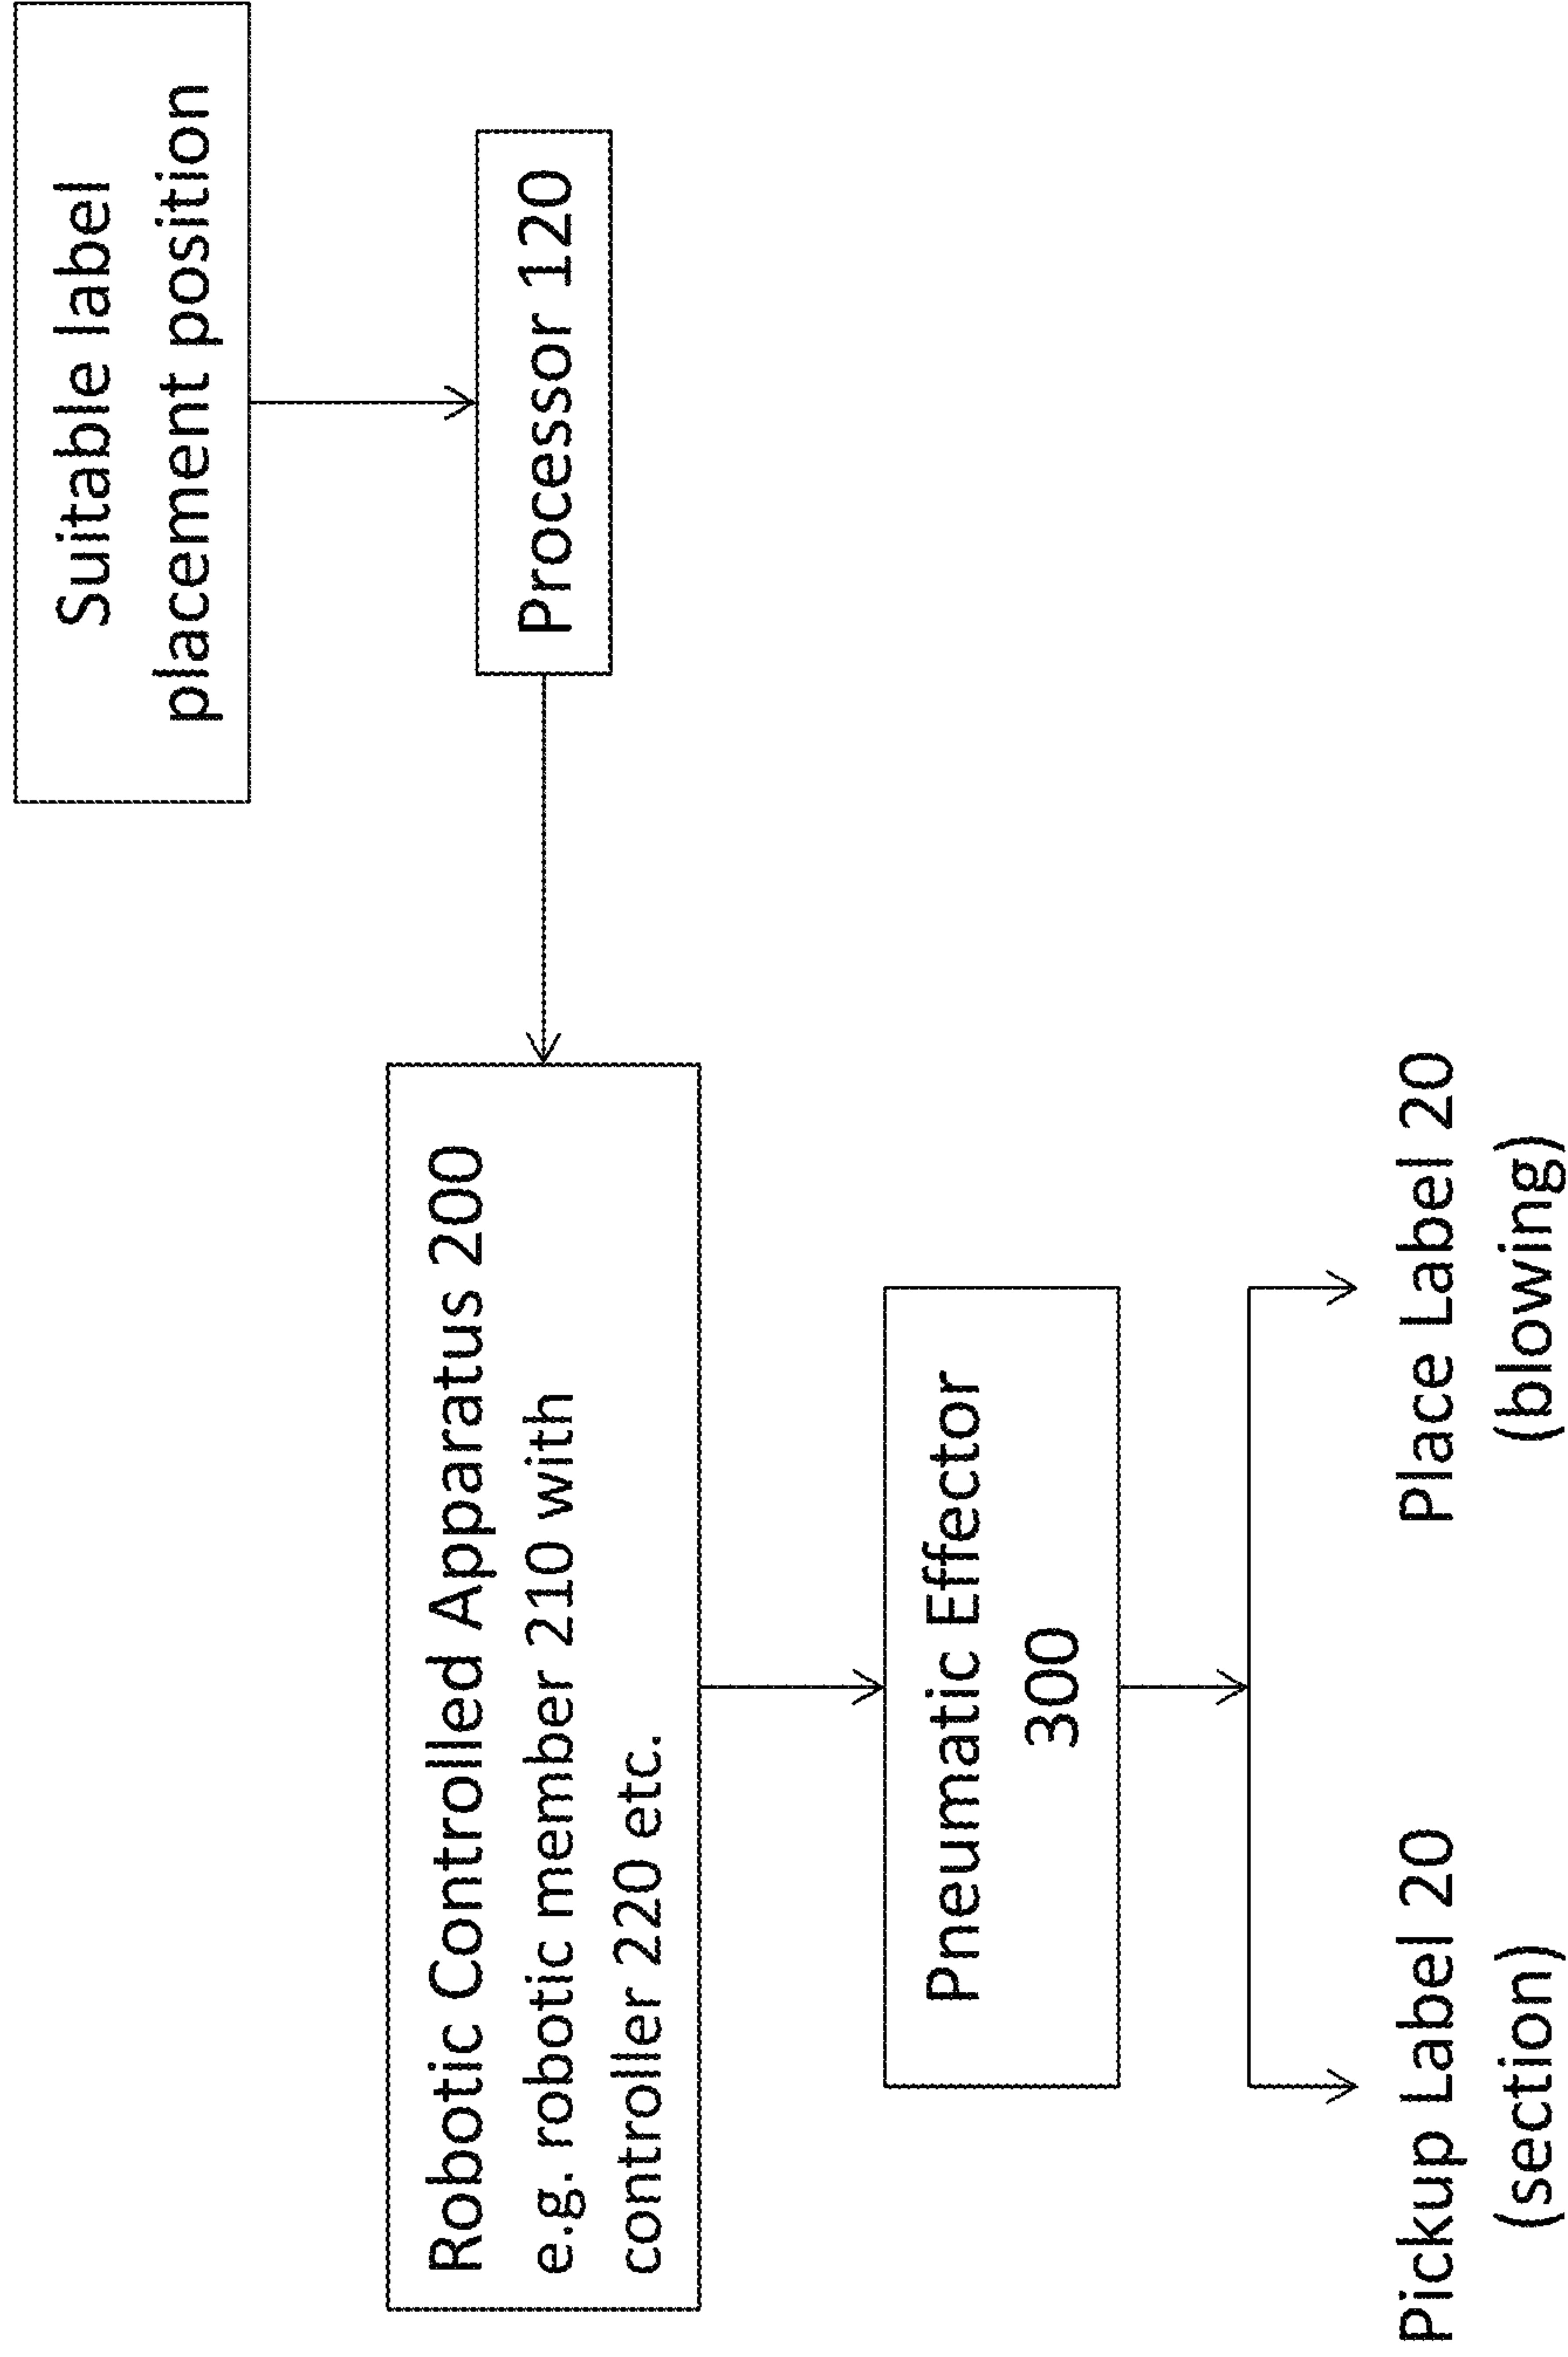 Suitable label
placement position
Processor 120
Robotic Controlled Apparatus 200
e.g. robotic member 210 with
controller 220 etc.
Pneumatic Effector
300
Pickup Label 20
(section)
Place Label 20
(blowing)